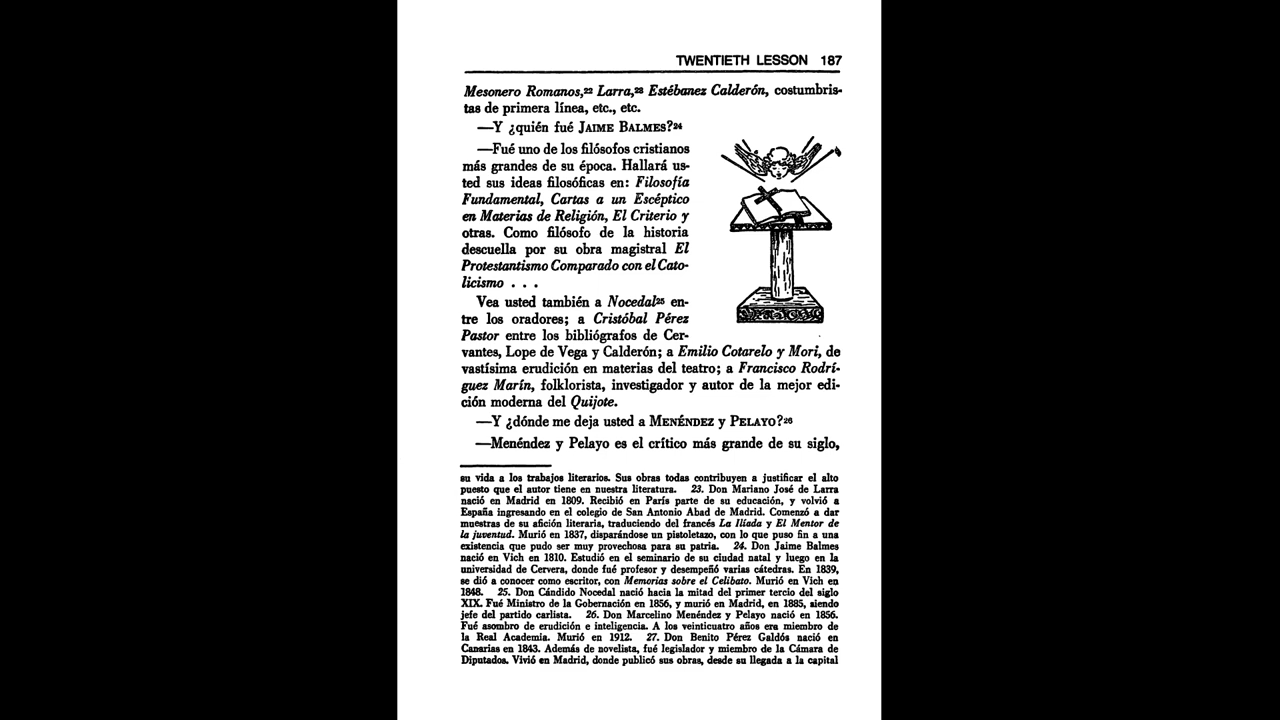 TWENTIETH LESSON 187
Mesonero Romanos,²² Larra,²³ Estébanez Calderón, costumbris-
tas de primera línea, etc., etc.
—Y ¿quién fué JAIME BALMES?²⁴
—Fué uno de los filósofos cristianos
más grandes de su época. Hallará us-
ted sus ideas filosóficas en: Filosofía
Fundamental, Cartas a un Escéptico
en Materias de Religión, El Criterio y
otras. Como filósofo de la historia
descuella por su obra magistral El
Protestantismo Comparado con el Cato-
licismo . . .
Vea usted también a Nocedal²⁵ en-
tre los oradores; a Cristóbal Pérez
Pastor entre los bibliógrafos de Cer-
vantes, Lope de Vega y Calderón; a Emilio Cotarelo y Mori, de
vastísima erudición en materias del teatro; a Francisco Rodrí-
guez Marín, folklorista, investigador y autor de la mejor edi-
ción moderna del Quijote.
—Y ¿dónde me deja usted a MENÉNDEZ y PELAYO?²⁶
—Menéndez y Pelayo es el crítico más grande de su siglo,
su vida a los trabajos literarios. Sus obras todas contribuyen a justificar el alto
puesto que el autor tiene en nuestra literatura. 23. Don Mariano José de Larra
nació en Madrid en 1809. Recibió en París parte de su educación, y volvió a
España ingresando en el colegio de San Antonio Abad de Madrid. Comenzó a dar
muestras de su afición literaria, traduciendo del francés La Ilíada y El Mentor de
la juventud. Murió en 1837, disparándose un pistoletazo, con lo que puso fin a una
existencia que pudo ser muy provechosa para su patria. 24. Don Jaime Balmes
nació en Vich en 1810. Estudió en el seminario de su ciudad natal y luego en la
universidad de Cervera, donde fué profesor y desempeñó varias cátedras. En 1839,
se dió a conocer como escritor, con Memorias sobre el Celibato. Murió en Vich en
1848. 25. Don Cándido Nocedal nació hacia la mitad del primer tercio del siglo
XIX. Fué Ministro de la Gobernación en 1856, y murió en Madrid, en 1885, siendo
jefe del partido carlista. 26. Don Marcelino Menéndez y Pelayo nació en 1856.
Fué asombro de erudición e inteligencia. A los veinticuatro años era miembro de
la Real Academia. Murió en 1912. 27. Don Benito Pérez Galdós nació en
Canarias en 1843. Además de novelista, fué legislador y miembro de la Cámara de
Diputados. Vivió en Madrid, donde publicó sus obras, desde su llegada a la capital